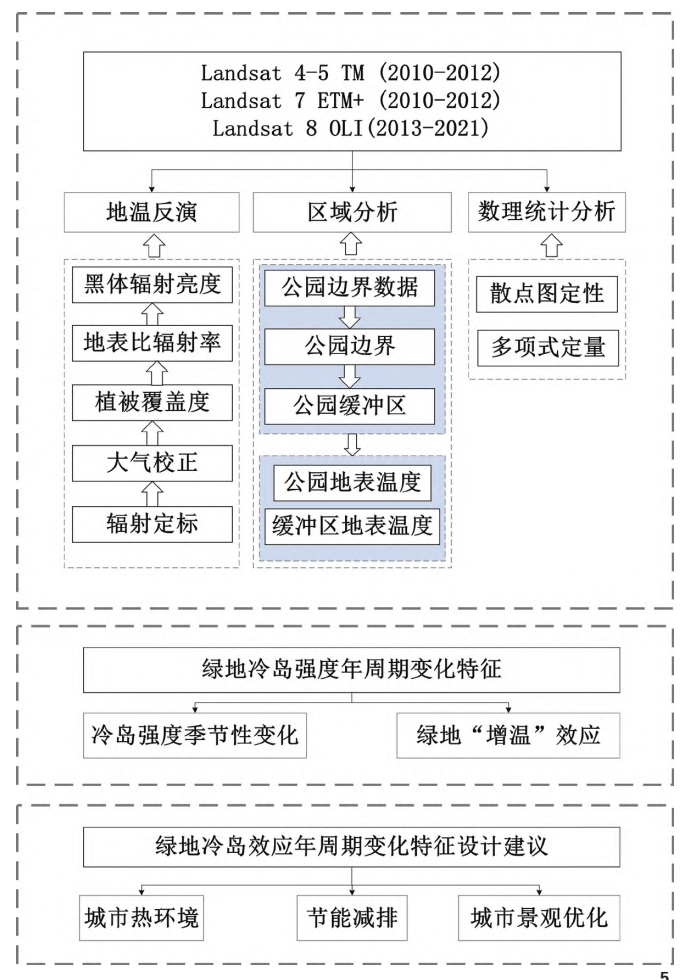 Landsat 4-5 TM (2010-2012)
Landsat 7 ETM+ (2010-2012)
Landsat 8 OLI(2013-2021)
地温反演
区域分析
数理统计分析
黑体辐射亮度
地表比辐射率
植被覆盖度
大气校正
辐射定标
公园边界数据
公园边界
公园缓冲区
公园地表温度
缓冲区地表温度
散点图定性
多项式定量
绿地冷岛强度年周期变化特征
冷岛强度季节性变化
绿地“增温”效应
绿地冷岛效应年周期变化特征设计建议
城市热环境
节能减排
城市景观优化
5